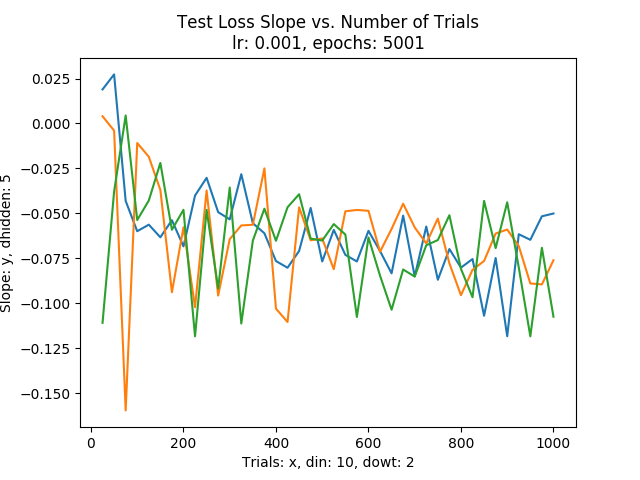 Test Loss Slope vs. Number of Trials
lr: 0.001, epochs: 5001
Slope: y, dhidden: 5
0.025
0.000
−0.025
−0.050
−0.075
−0.100
−0.125
−0.150
0 200 400 600 800 1000
Trials: x, din: 10, dowt: 2